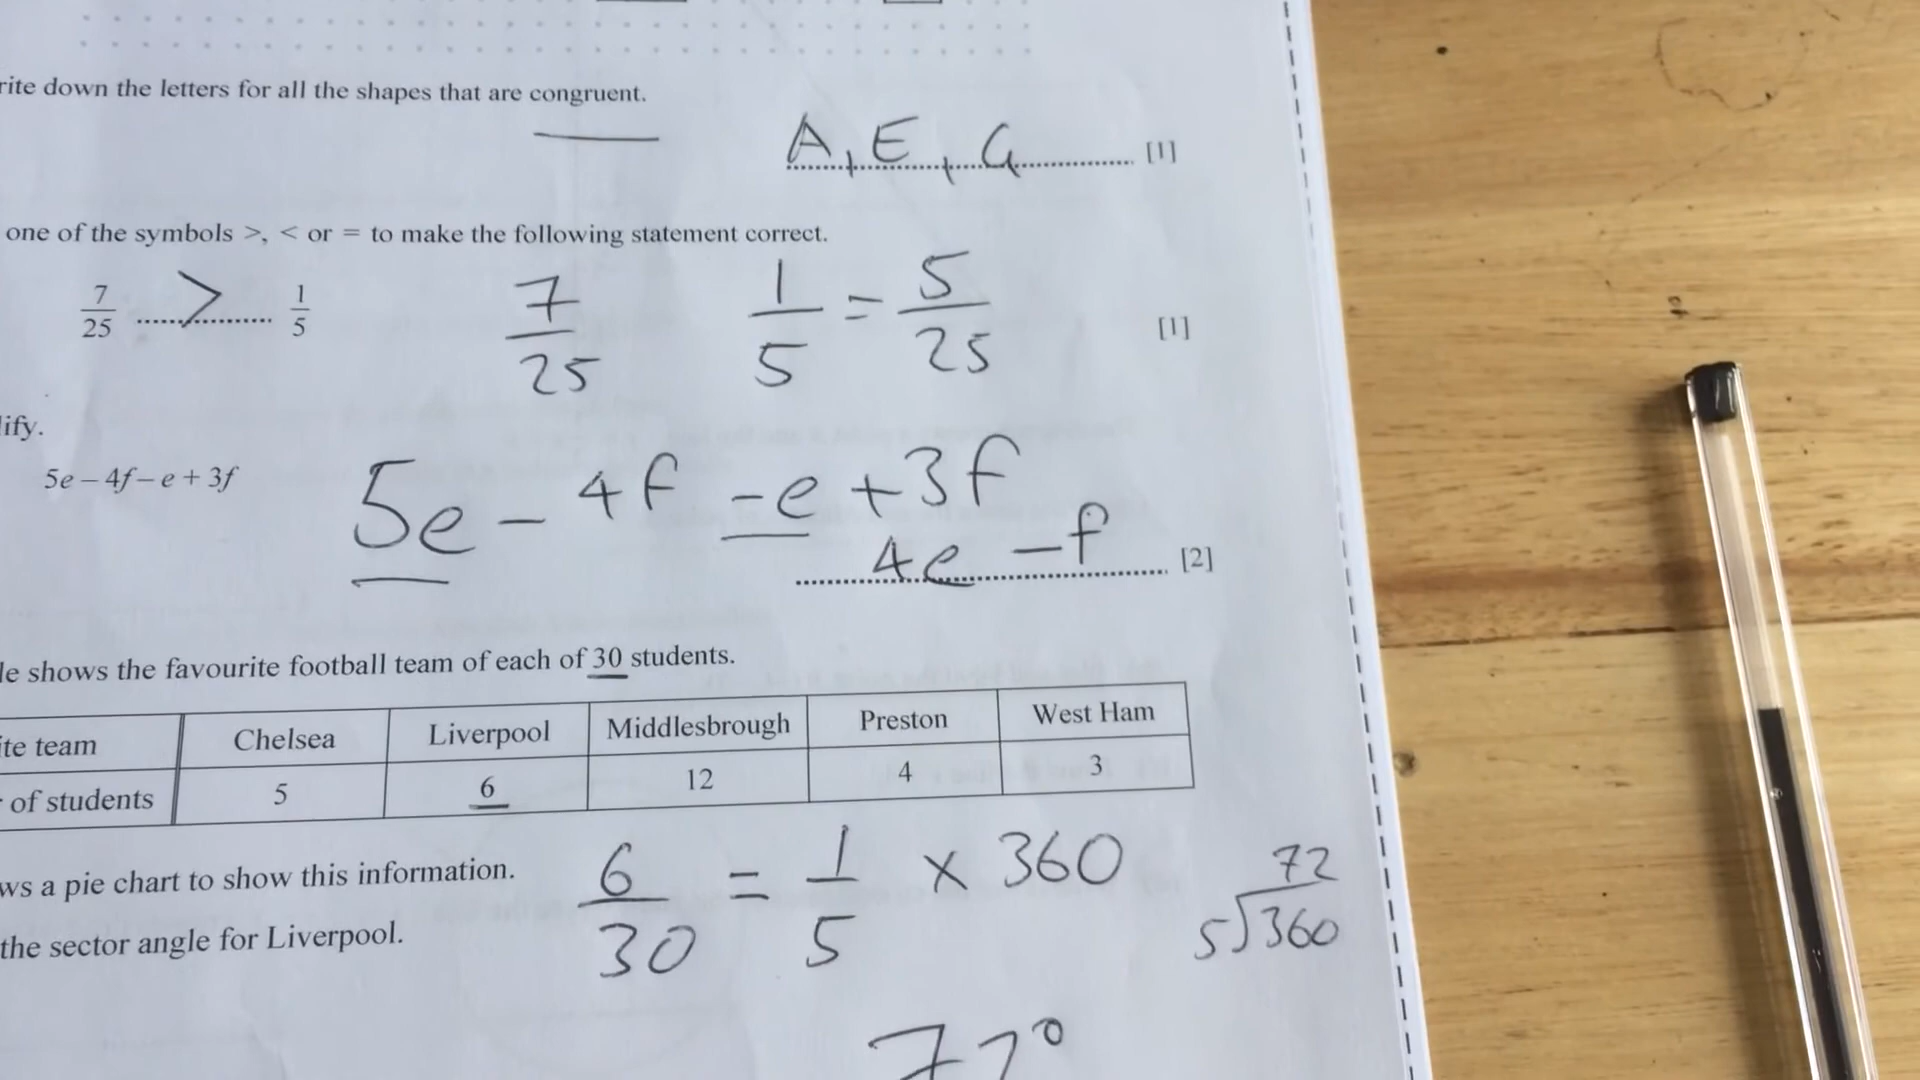 rite down the letters for all the shapes that are congruent.
A, E, G [1]
one of the symbols >, < or = to make the following statement correct.
7/25 > 1/5 7/25 1/5 = 5/25 [1]
lify.
5e – 4f – e + 3f 5e – 4f – e + 3f
4e – f [2]
le shows the favourite football team of each of 30 students.
ite team Chelsea Liverpool Middlesbrough Preston West Ham
of students 5 6 12 4 3
ws a pie chart to show this information.
6/30 = 1/5 × 360
72
5)360
the sector angle for Liverpool.
72°